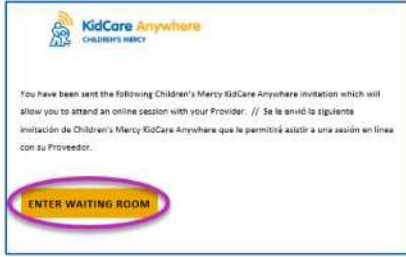 KidCare Anywhere
CHILDREN'S MERCY
You have been sent the following Children's Mercy KidCare Anywhere invitation which will
allow you to attend an online session with your Provider. // Se le envió la siguiente
invitación de Children's Mercy KidCare Anywhere que le permitirá asistir a una sesión en línea
con su Proveedor.
ENTER WAITING ROOM